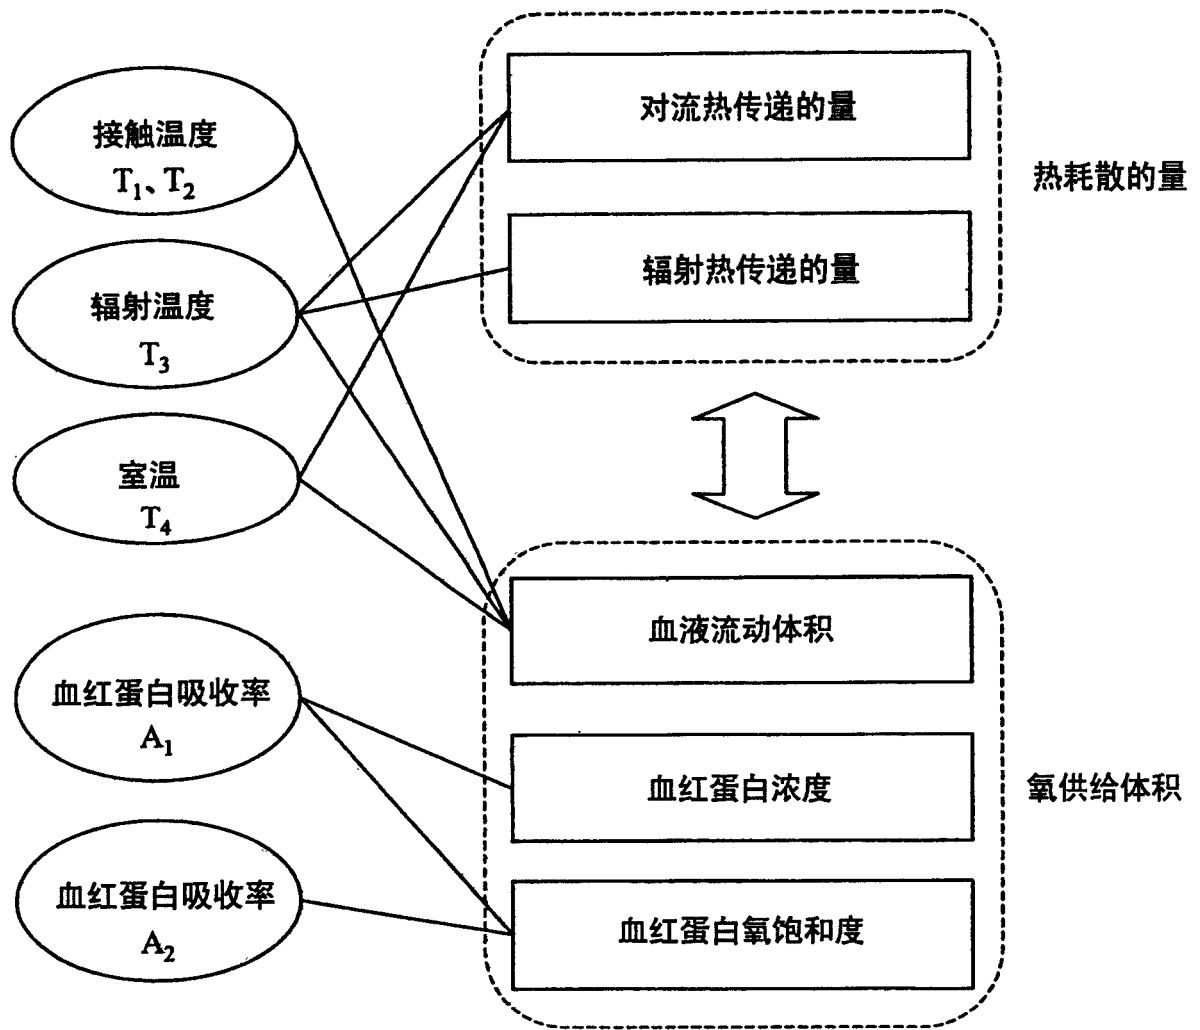 接触温度
T₁、T₂
辐射温度
T₃
室温
T₄
血红蛋白吸收率
A₁
血红蛋白吸收率
A₂
对流热传递的量
辐射热传递的量
热耗散的量
血液流动体积
血红蛋白浓度
血红蛋白氧饱和度
氧供给体积